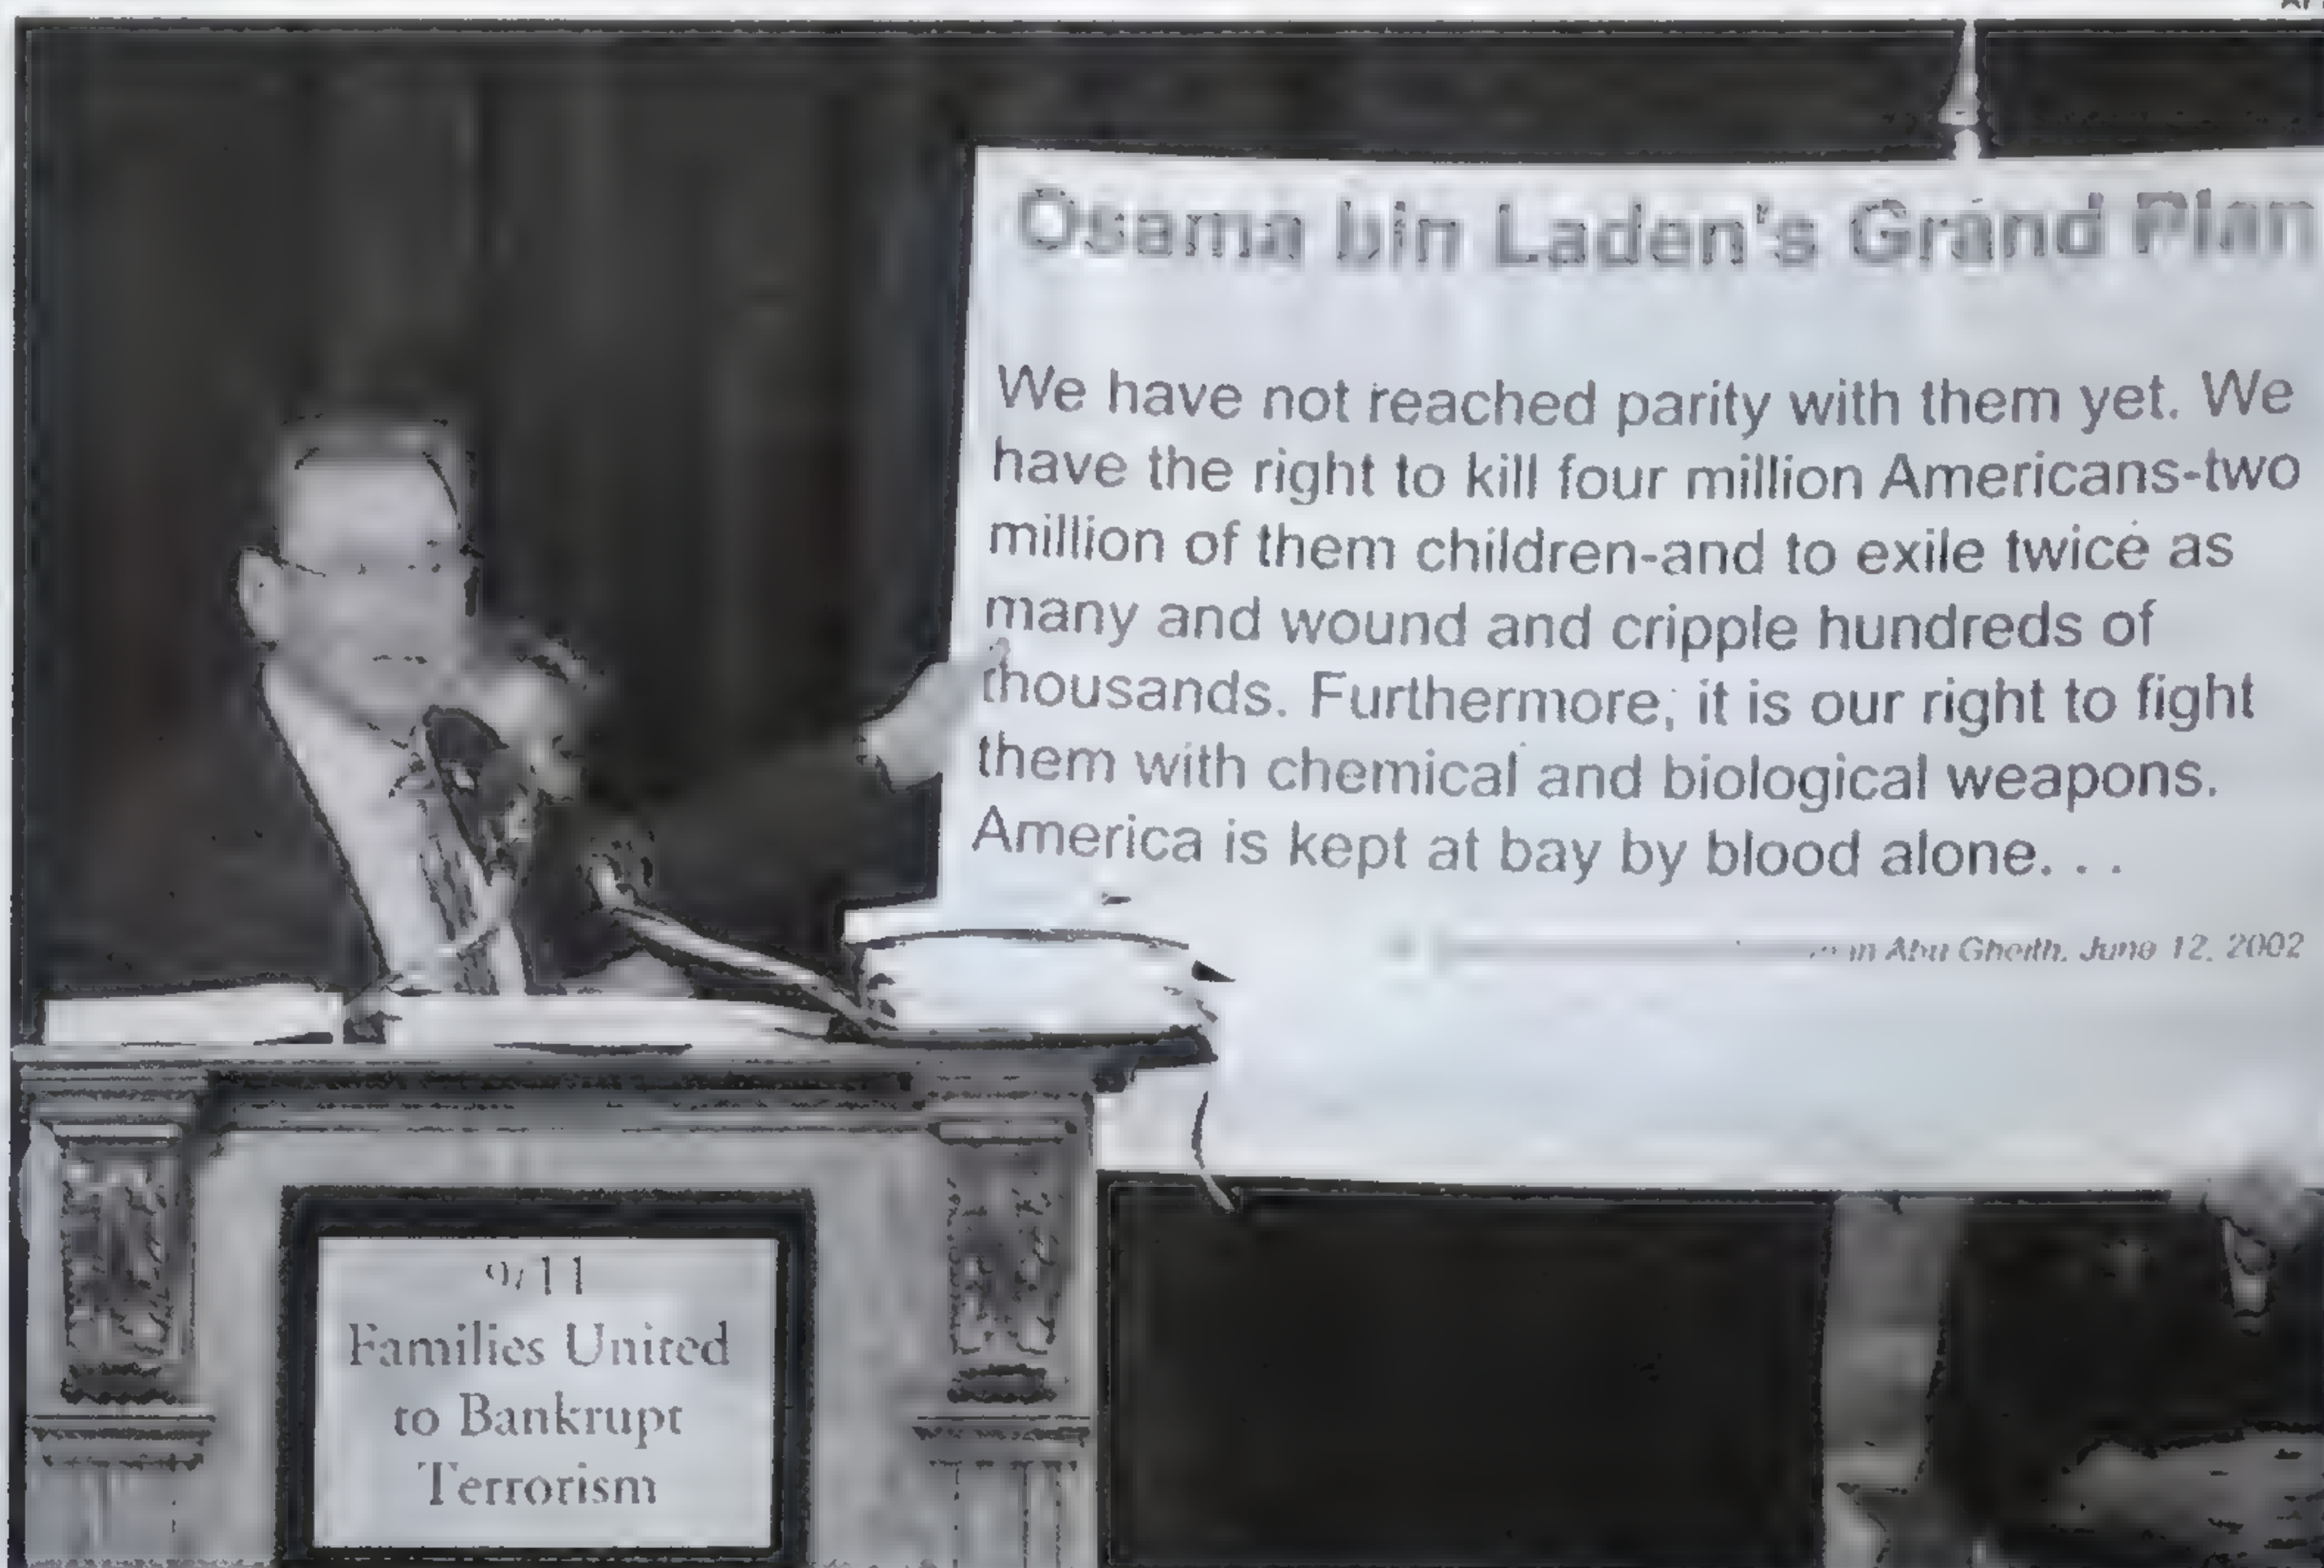 Osama bin Laden's Grand Plan
We have not reached parity with them yet. We
have the right to kill four million Americans-two
million of them children-and to exile twice as
many and wound and cripple hundreds of
thousands. Furthermore, it is our right to fight
them with chemical and biological weapons.
America is kept at bay by blood alone. . .
in Abu Gheith, June 12, 2002
9/11
Families United
to Bankrupt
Terrorism